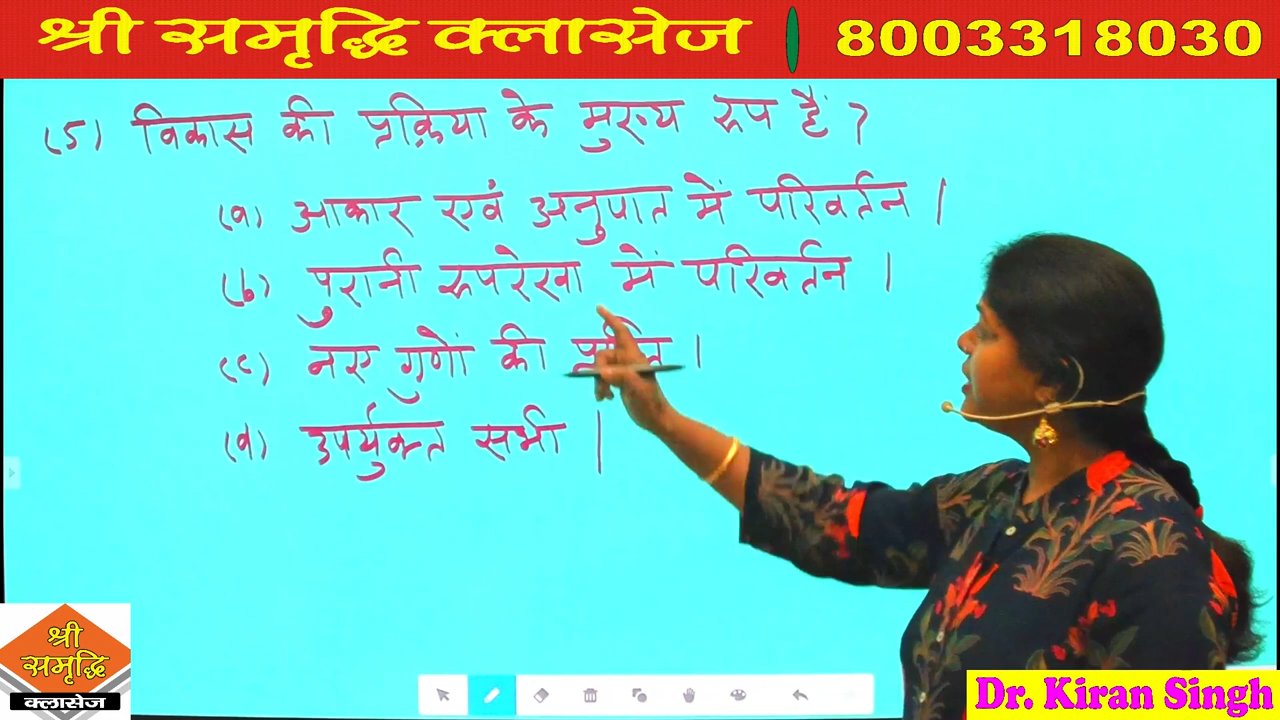 श्री समृद्धि क्लासेज 8003318030
(5) विकास की प्रक्रिया के मुख्य रूप हैं ?
(a) आकार एवं अनुपात में परिवर्तन ।
(b) पुरानी रूपरेखा में परिवर्तन ।
(c) नए गुणों की ।
(d) उपर्युक्त सभी ।
श्री
समृद्धि
क्लासेज
Dr. Kiran Singh